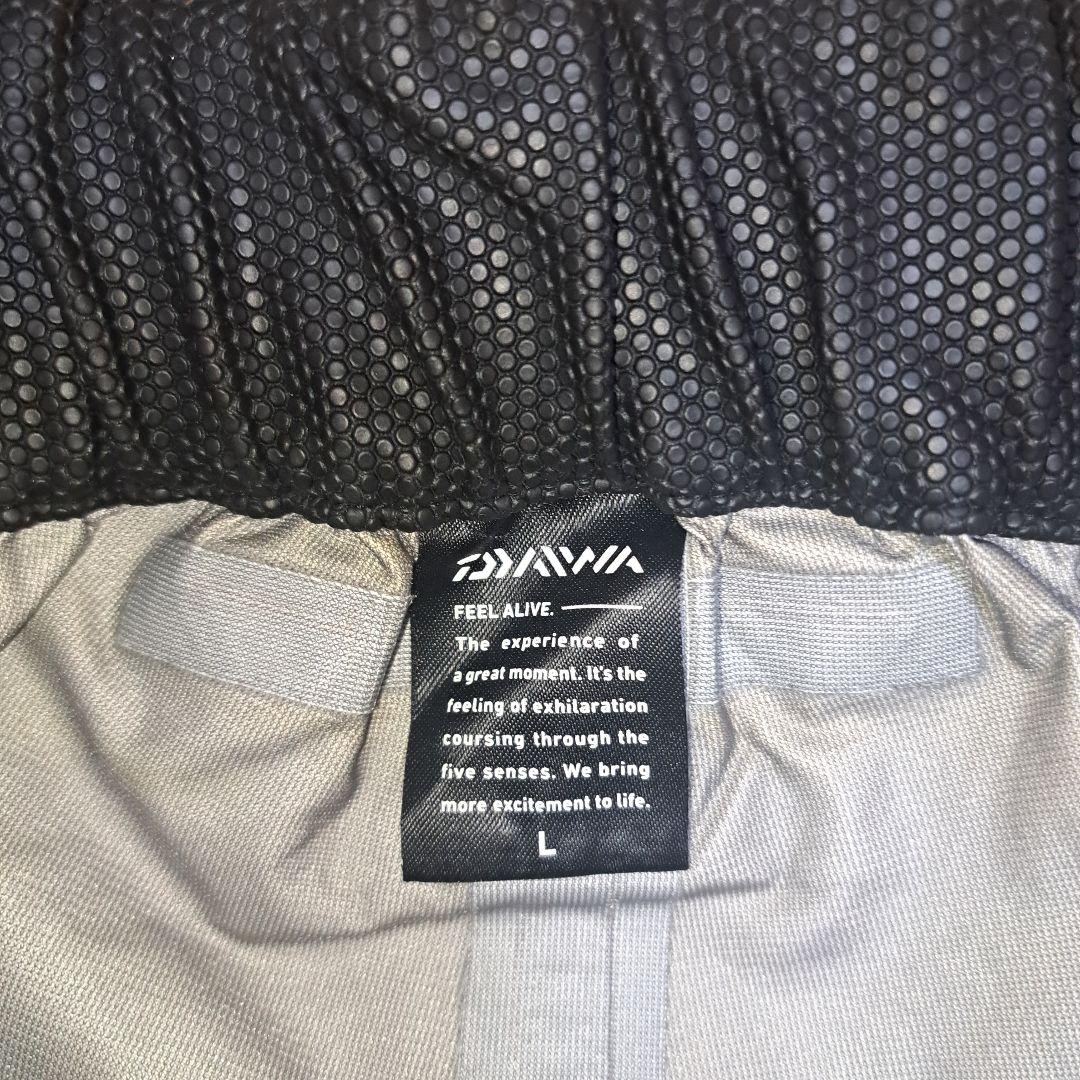 DAIWA
FEEL ALIVE.
The experience of
a great moment. It's the
feeling of exhilaration
coursing through the
five senses. We bring
more excitement to life.
L